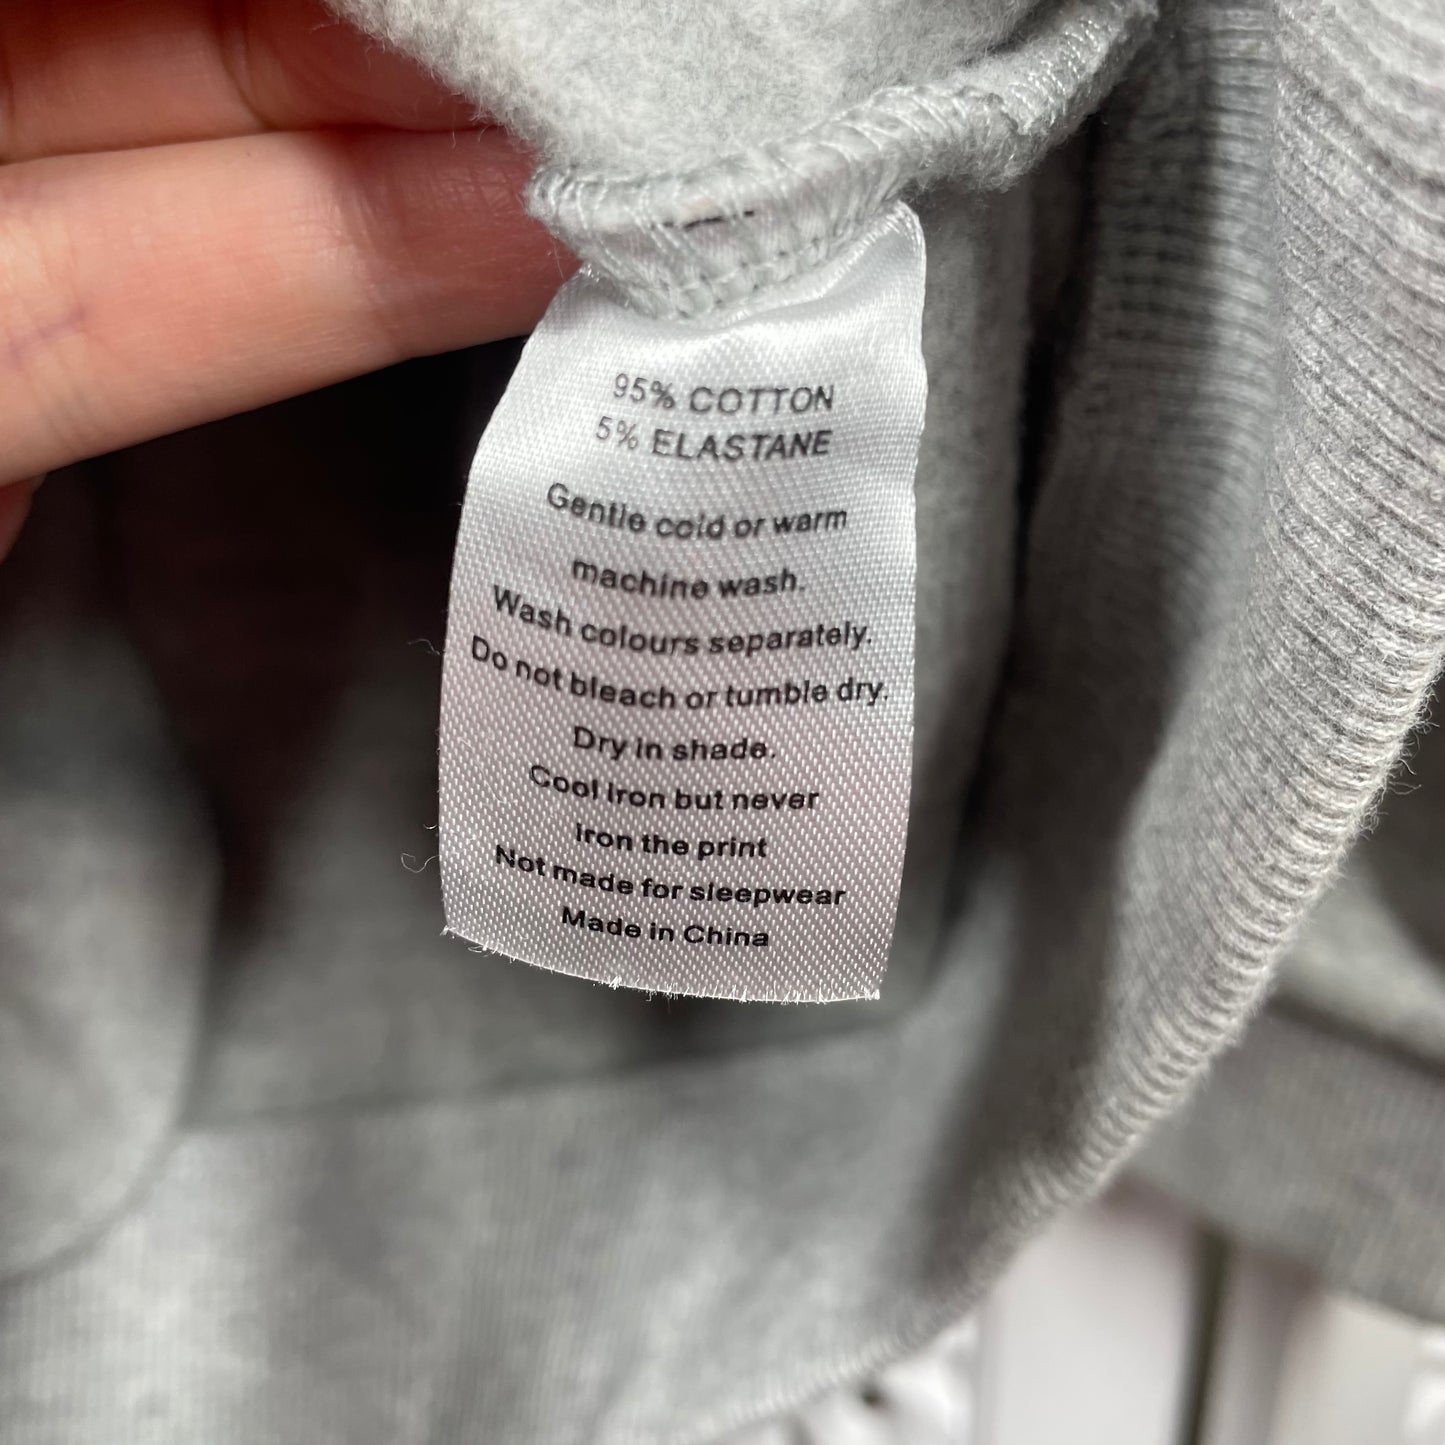 95% COTTON
5% ELASTANE
Gentle cold or warm
machine wash.
Wash colours separately.
Do not bleach or tumble dry.
Dry in shade.
Cool iron but never
iron the print
Not made for sleepwear
Made in China